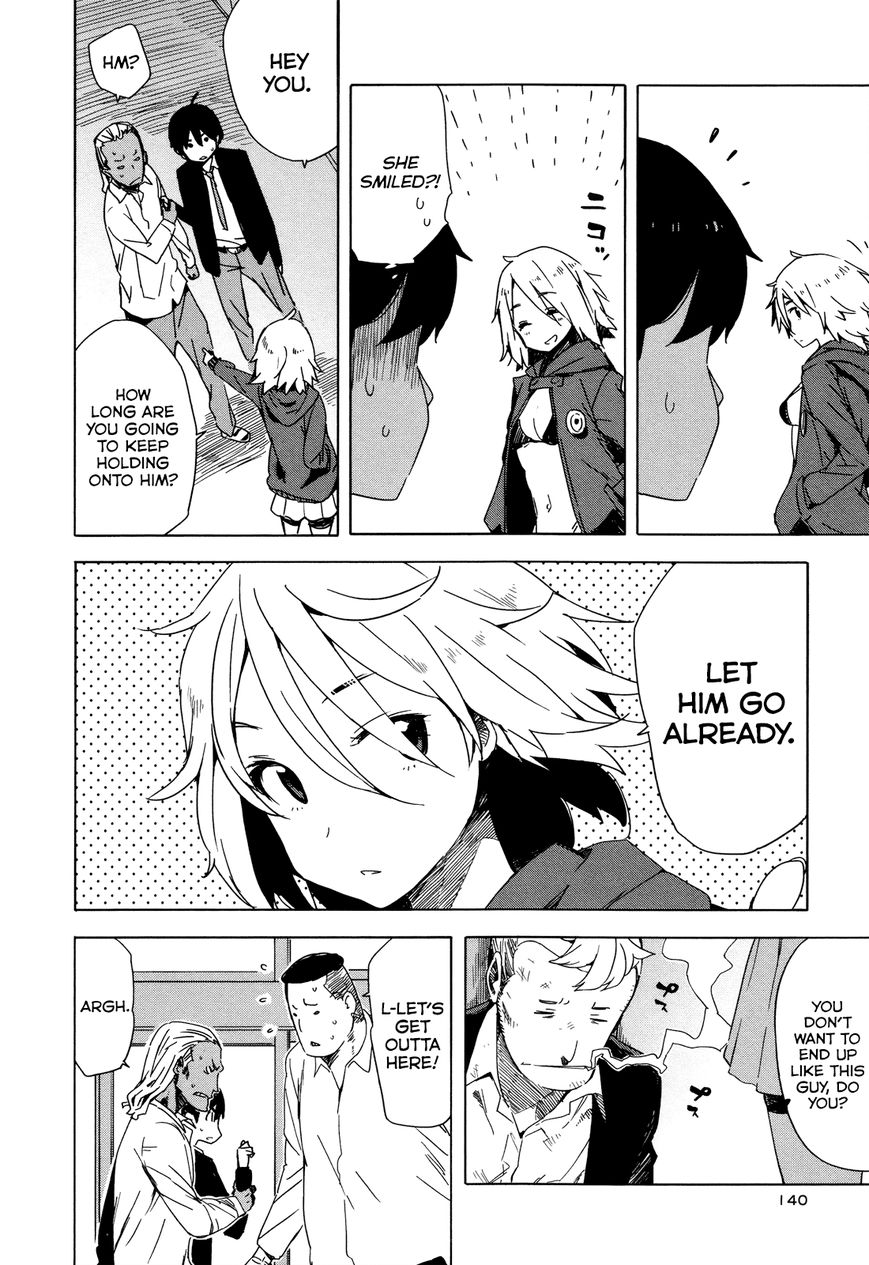 SHE
SMILED?!
ニコッ
HEY
YOU.
HM?
HOW
LONG ARE
YOU GOING
TO KEEP
HOLDING
ONTO HIM?
LET
HIM GO
ALREADY.
YOU
DON'T
WANT TO
END UP
LIKE THIS
GUY, DO
YOU?
L-LET'S
GET
OUTTA
HERE!
ARGH.
140